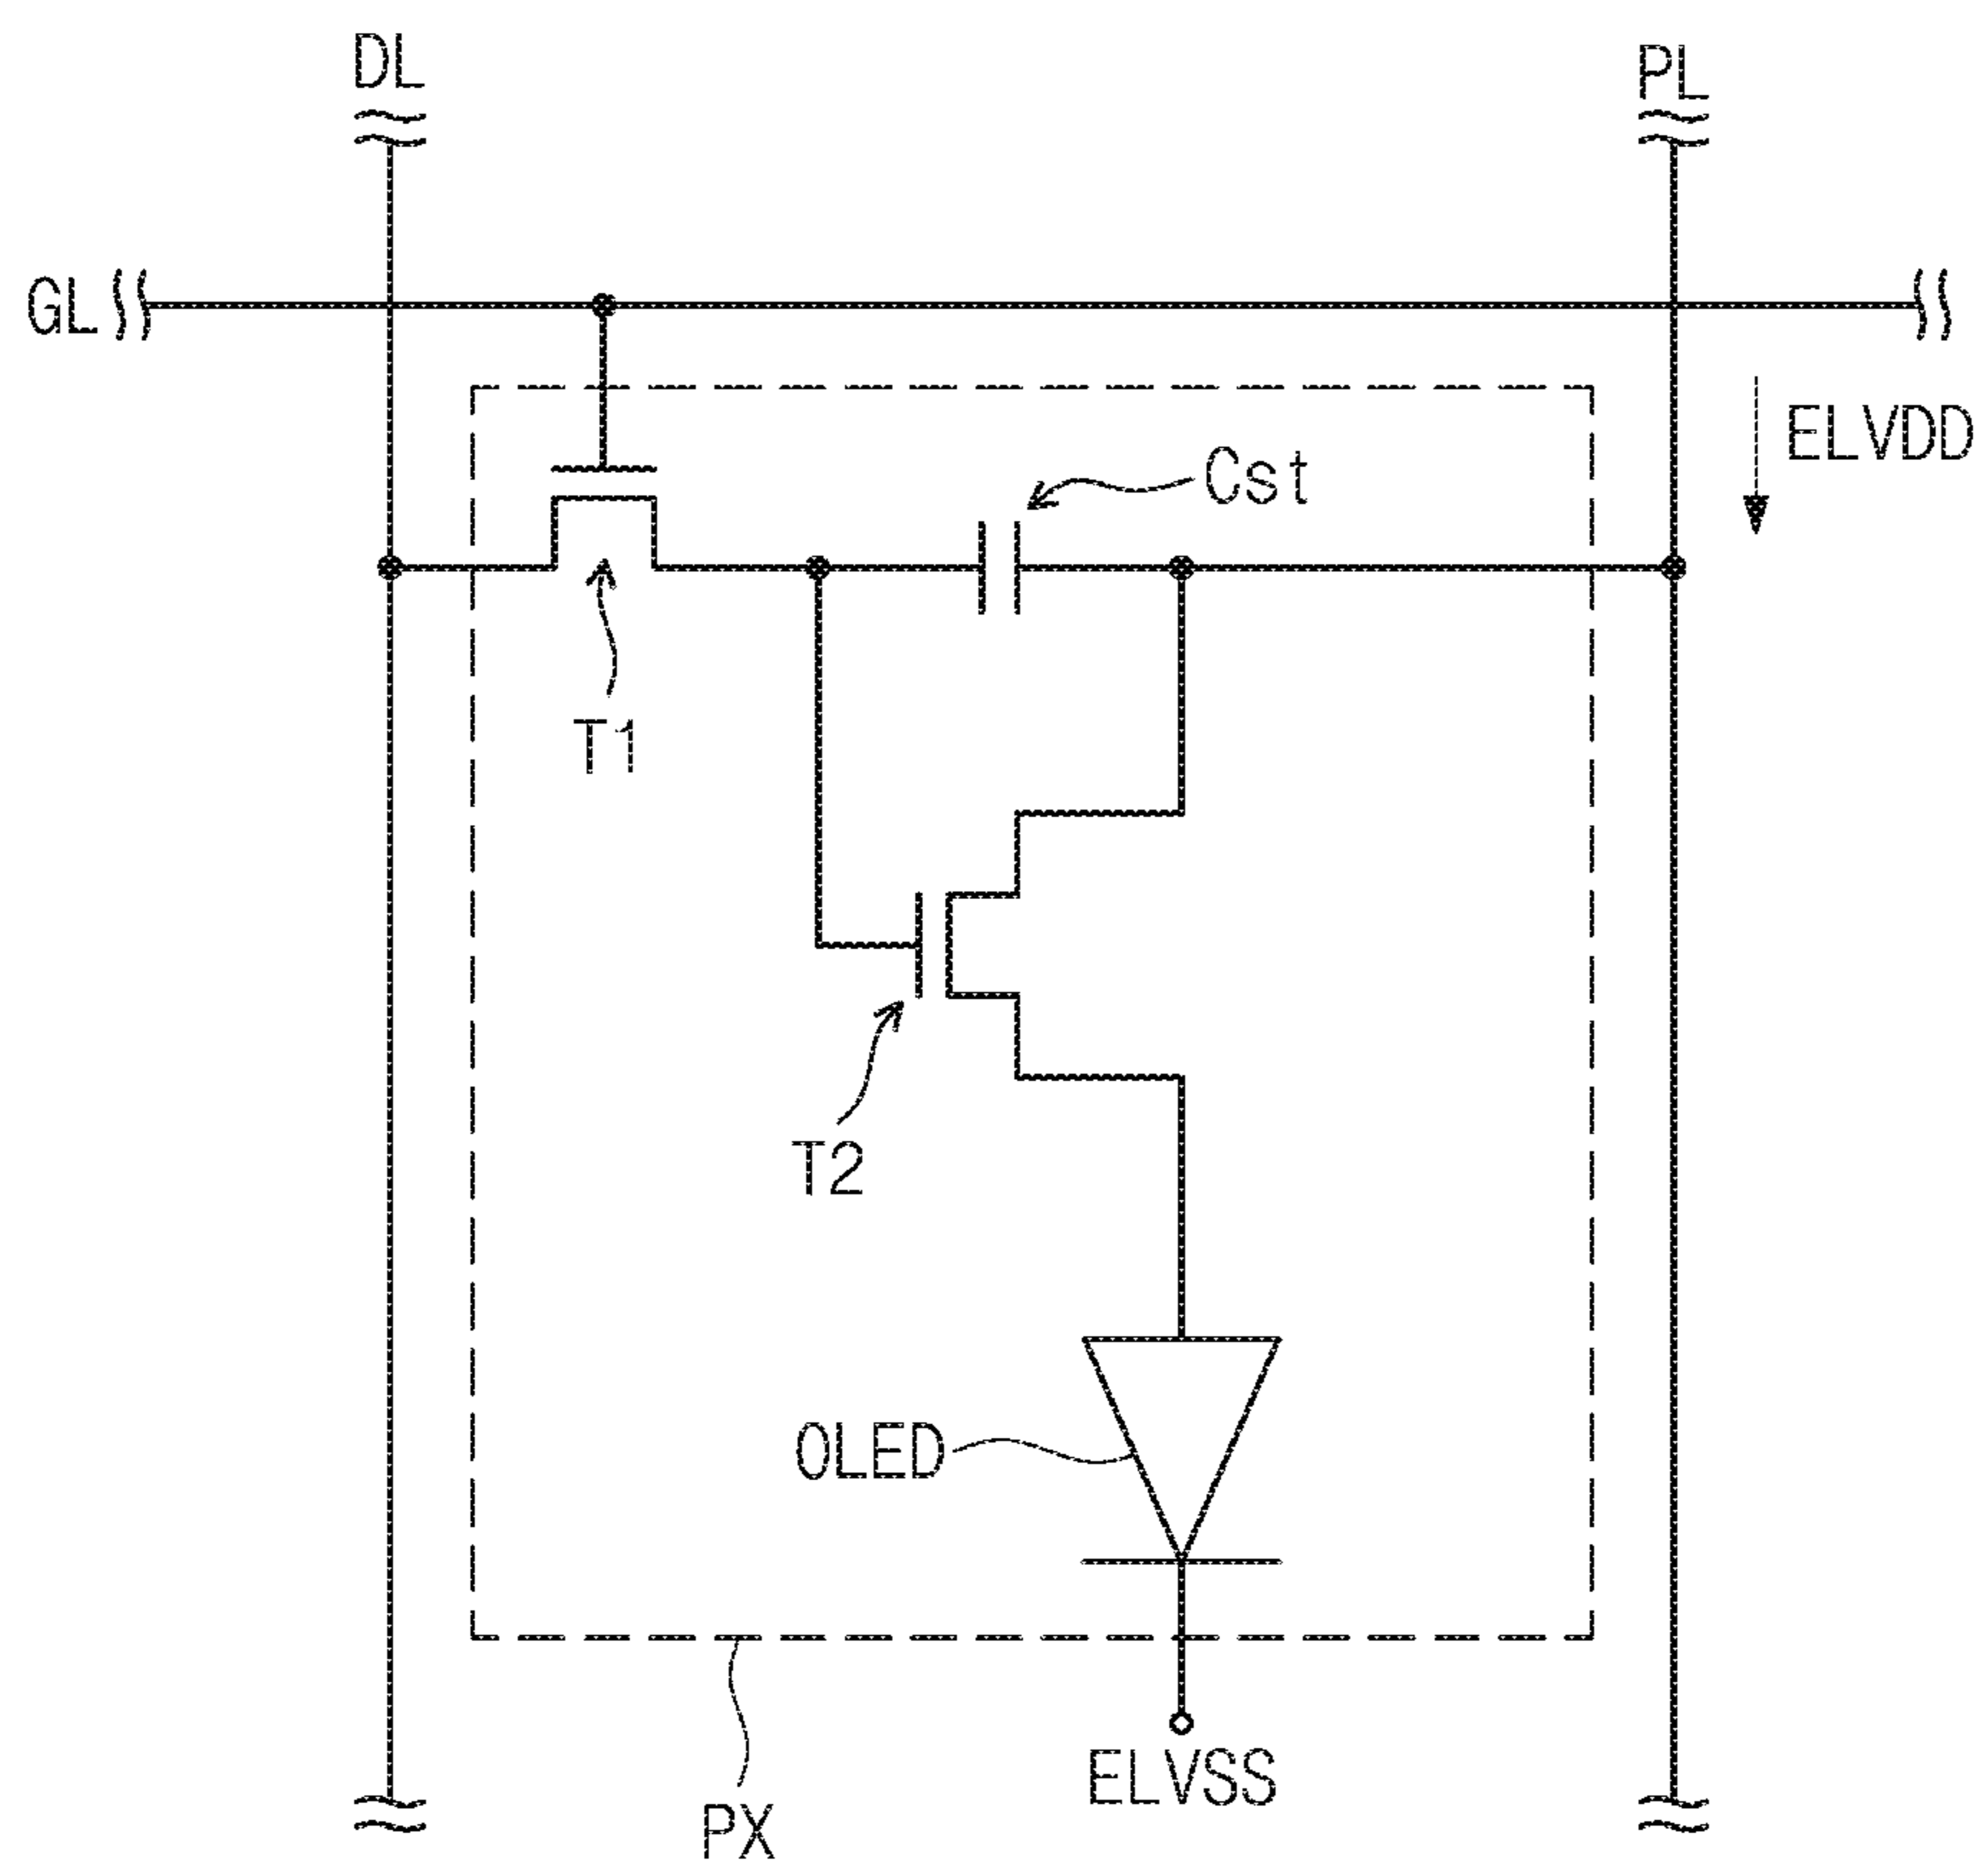 DL
PL
GL
ELVDD
Cst
T1
T2
OLED
ELVSS
PX